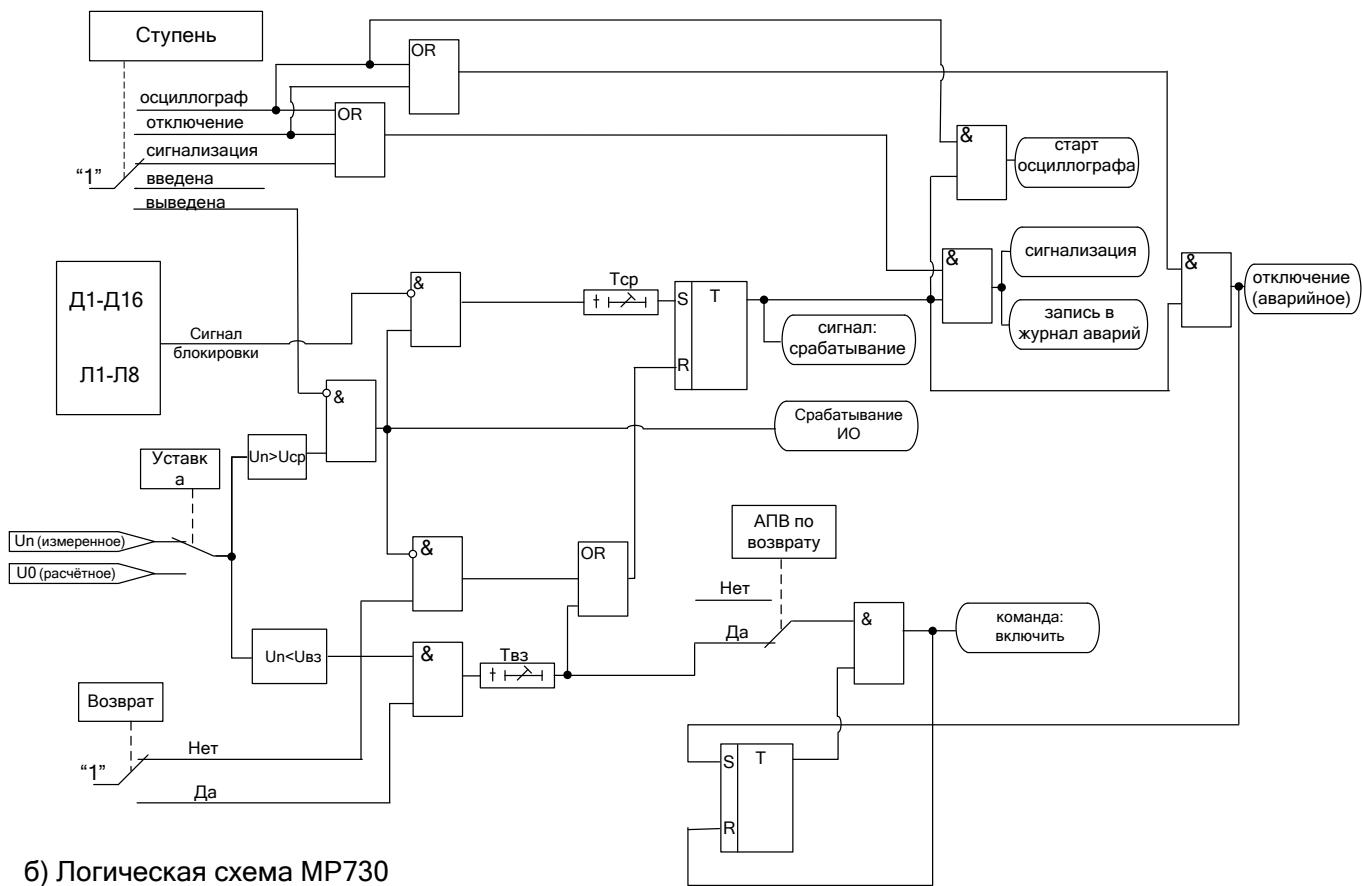 Ступень
осциллограф
отключение
сигнализация
"1"
введена
выведена
OR
OR
&
старт
осциллографа
&
сигнализация
запись в
журнал аварий
&
отключение
(аварийное)
Д1-Д16
Л1-Л8
Сигнал
блокировки
&
Тср
S
T
R
сигнал:
срабатывание
&
Срабатывание
ИО
Un>Uср
Уставк
а
Un (измеренное)
U0 (расчётное)
&
OR
АПВ по
возврату
Нет
Да
&
команда:
включить
Un<Uвз
&
Твз
Возврат
"1"
Нет
Да
S
T
R
б) Логическая схема МР730